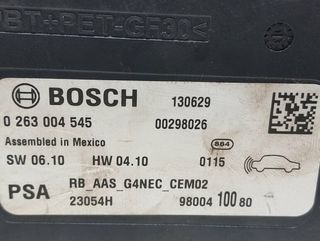 PBT+PET-GF30<
BOSCH 130629
0 263 004 545 00298026
Assembled in Mexico 884
SW 06.10 HW 04.10 0115
PSA RB_AAS_G4NEC_CEM02
23054H 98004 100 80